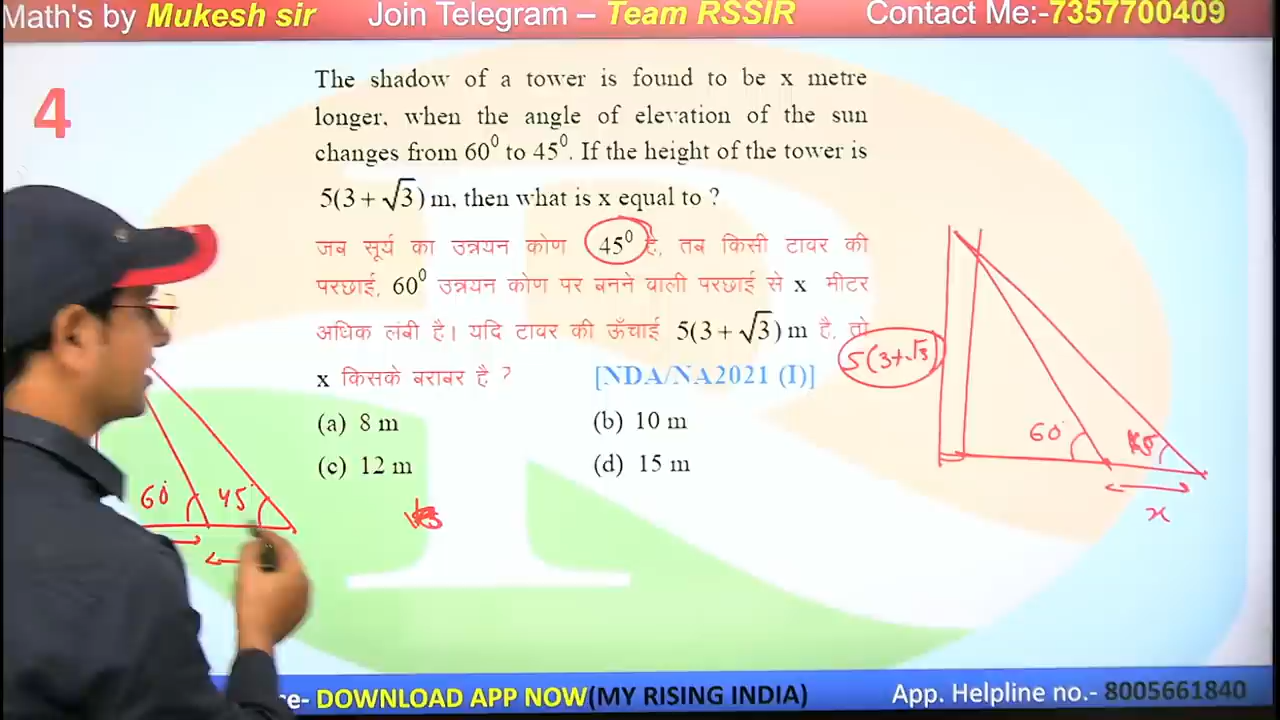 Math's by Mukesh sir Join Telegram – Team RSSIR Contact Me:-7357700409
4
The shadow of a tower is found to be x metre
longer, when the angle of elevation of the sun
changes from 60⁰ to 45⁰. If the height of the tower is
5(3 + √3) m, then what is x equal to ?
जब सूर्य का उन्नयन कोण 45⁰ है, तब किसी टावर की
परछाई, 60⁰ उन्नयन कोण पर बनने वाली परछाई से x मीटर
अधिक लंबी है। यदि टावर की ऊँचाई 5(3 + √3) m है, तो
x किसके बराबर है ? [NDA/NA2021 (I)]
(a) 8 m (b) 10 m
(c) 12 m (d) 15 m
5(3+√3)
60° 45
x
60° 45°
DOWNLOAD APP NOW(MY RISING INDIA) App. Helpline no.- 8005661840